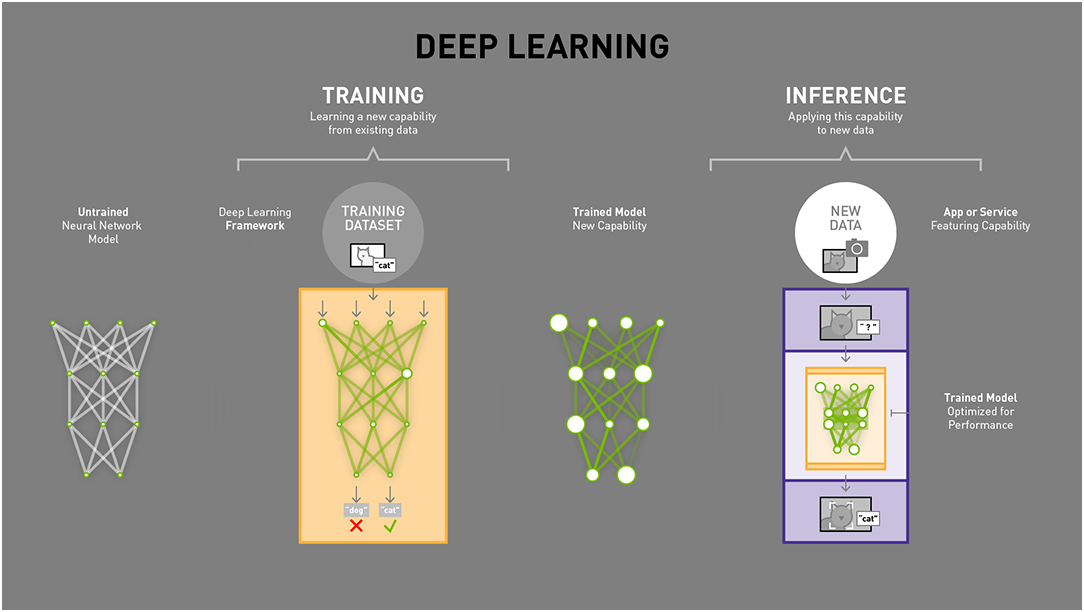 DEEP LEARNING
TRAINING
Learning a new capability
from existing data
INFERENCE
Applying this capability
to new data
Untrained
Neural Network
Model
Deep Learning
Framework
TRAINING
DATASET
"cat"
Trained Model
New Capability
NEW
DATA
App or Service
Featuring Capability
"?"
Trained Model
Optimized for
Performance
"dog"
"cat"
"cat"